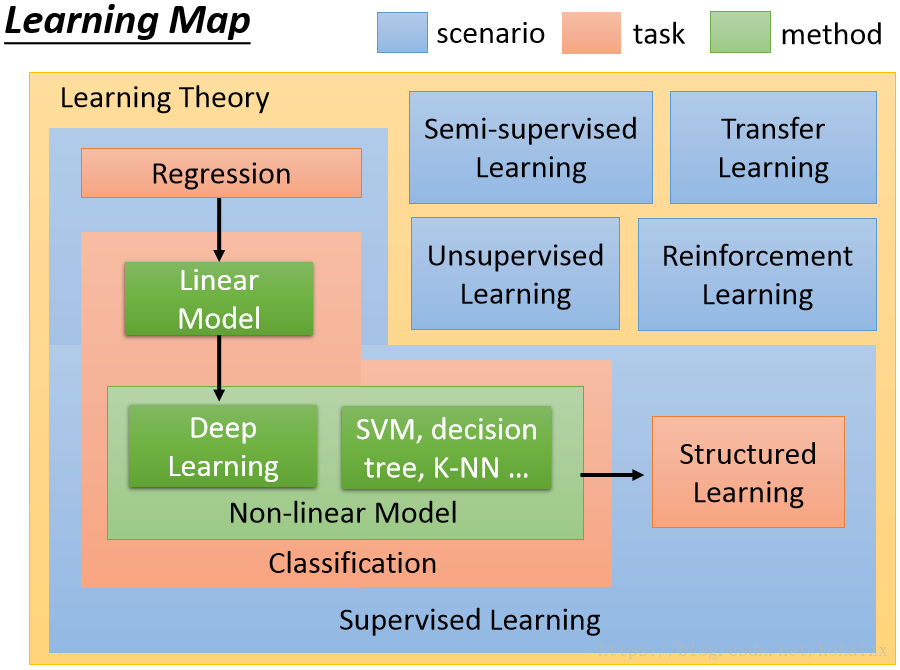 Learning Map
scenario
task
method
Learning Theory
Semi-supervised
Learning
Transfer
Learning
Regression
Unsupervised
Learning
Reinforcement
Learning
Linear
Model
Deep
Learning
SVM, decision
tree, K-NN ...
Non-linear Model
Classification
Structured
Learning
Supervised Learning